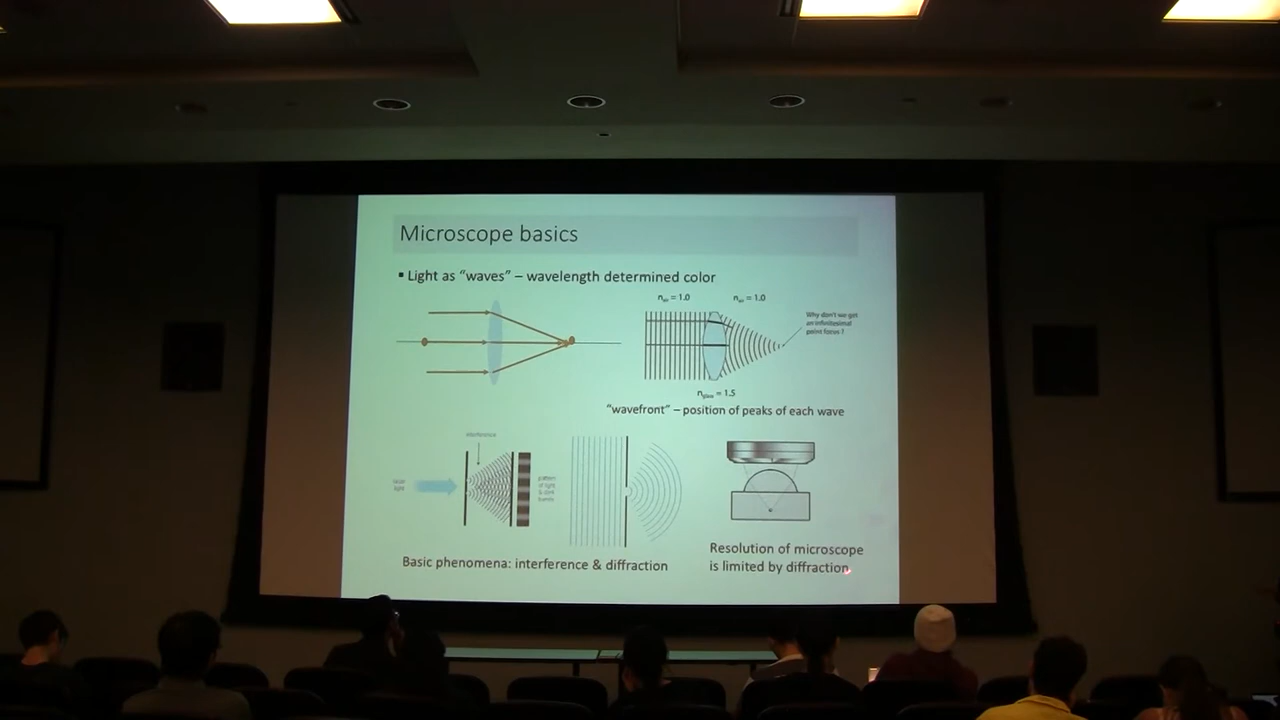 Microscope basics
▪ Light as “waves” – wavelength determined color
n = 1.0
n = 1.0
Why don't we get
an infinitesimal
point focus ?
n glass = 1.5
“wavefront” – position of peaks of each wave
interference
laser
light
pattern
of light
& dark
bands
Basic phenomena: interference & diffraction
Resolution of microscope
is limited by diffraction